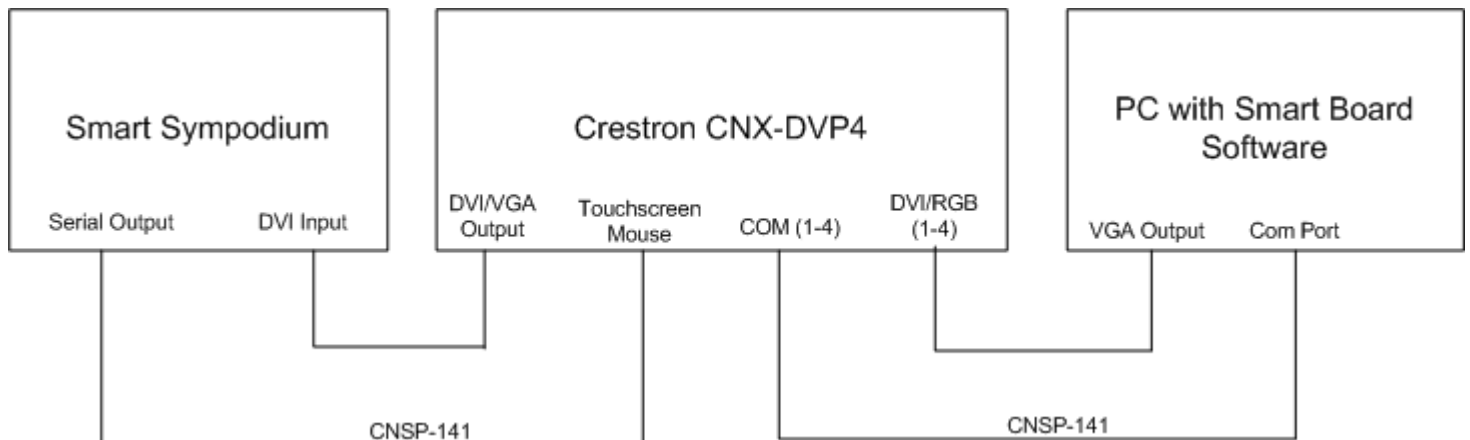 Smart Sympodium
Serial Output
DVI Input
Crestron CNX-DVP4
DVI/VGA
Output
Touchscreen
Mouse
COM (1-4)
DVI/RGB
(1-4)
PC with Smart Board
Software
VGA Output
Com Port
CNSP-141
CNSP-141